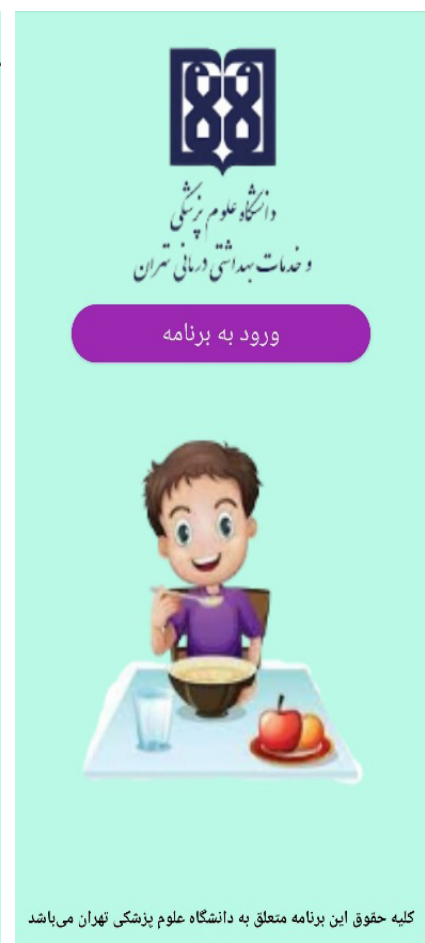 دانشگاه علوم پزشکی
و خدمات بهداشتی درمانی تهران
ورود به برنامه
کلیه حقوق این برنامه متعلق به دانشگاه علوم پزشکی تهران می‌باشد